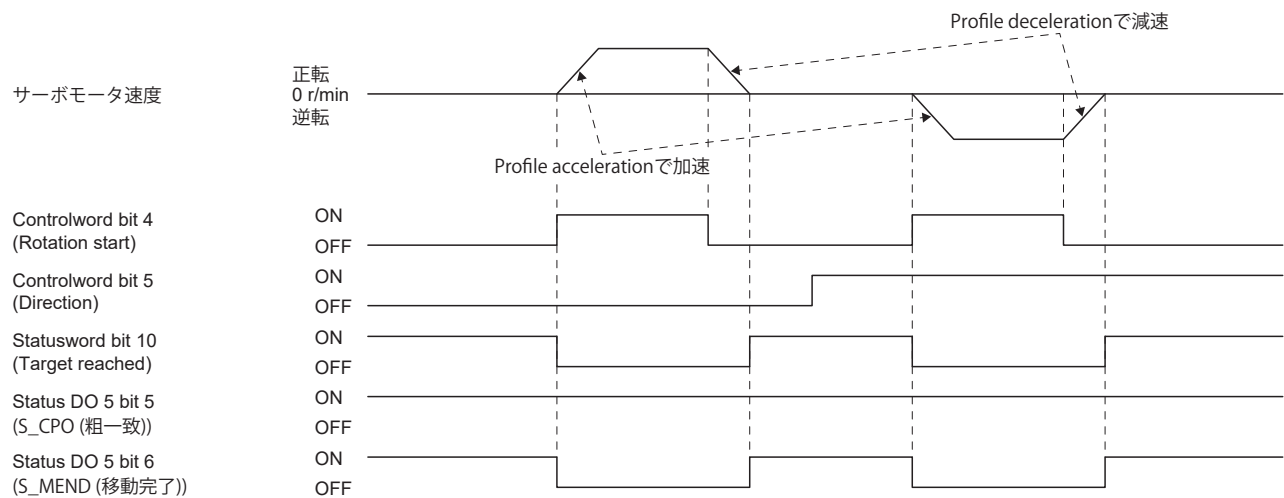 Profile decelerationで減速
正転
サーボモータ速度
0 r/min
逆転
Profile accelerationで加速
Controlword bit 4
(Rotation start)
ON
OFF
Controlword bit 5
(Direction)
ON
OFF
Statusword bit 10
(Target reached)
ON
OFF
Status DO 5 bit 5
(S_CPO (粗一致))
ON
OFF
Status DO 5 bit 6
(S_MEND (移動完了))
ON
OFF